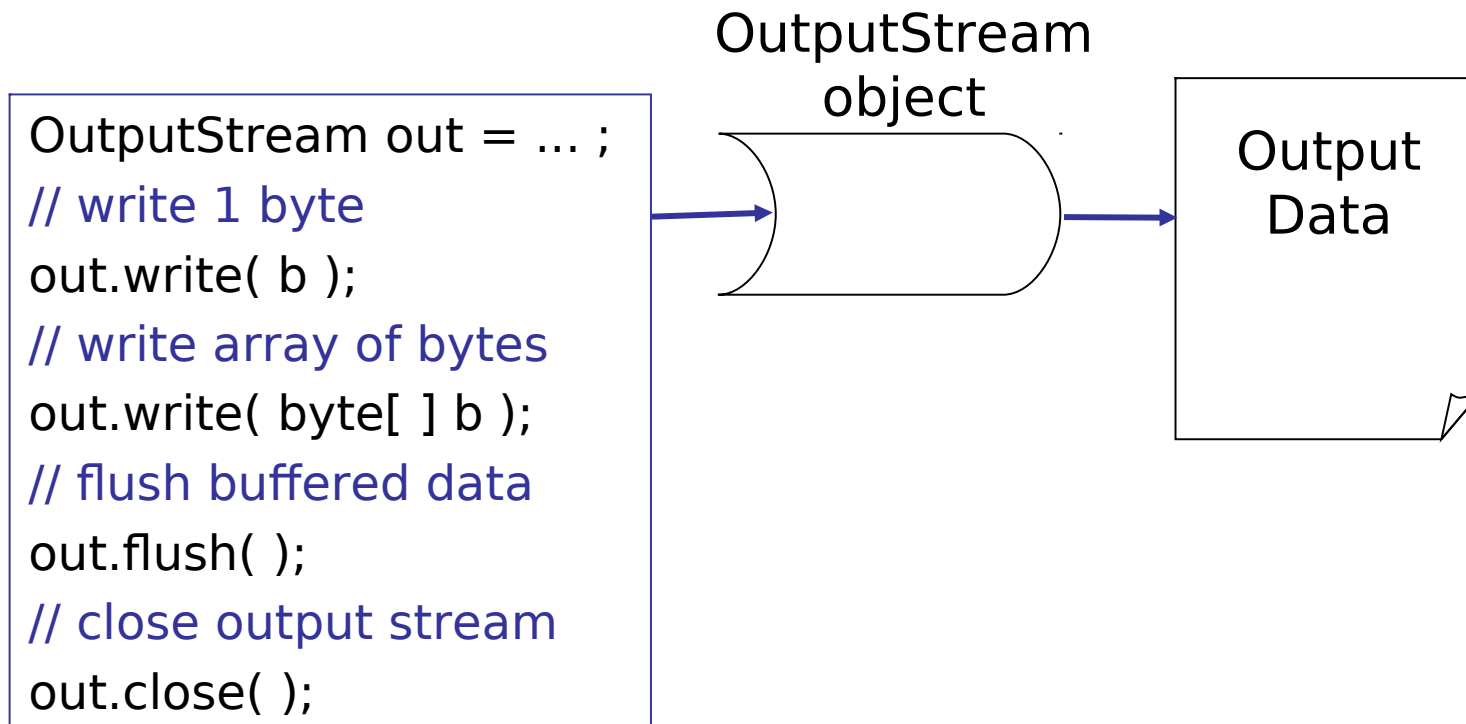 OutputStream out = ... ;
// write 1 byte
out.write( b );
// write array of bytes
out.write( byte[ ] b );
// flush buffered data
out.flush( );
// close output stream
out.close( );
OutputStream
object
Output
Data